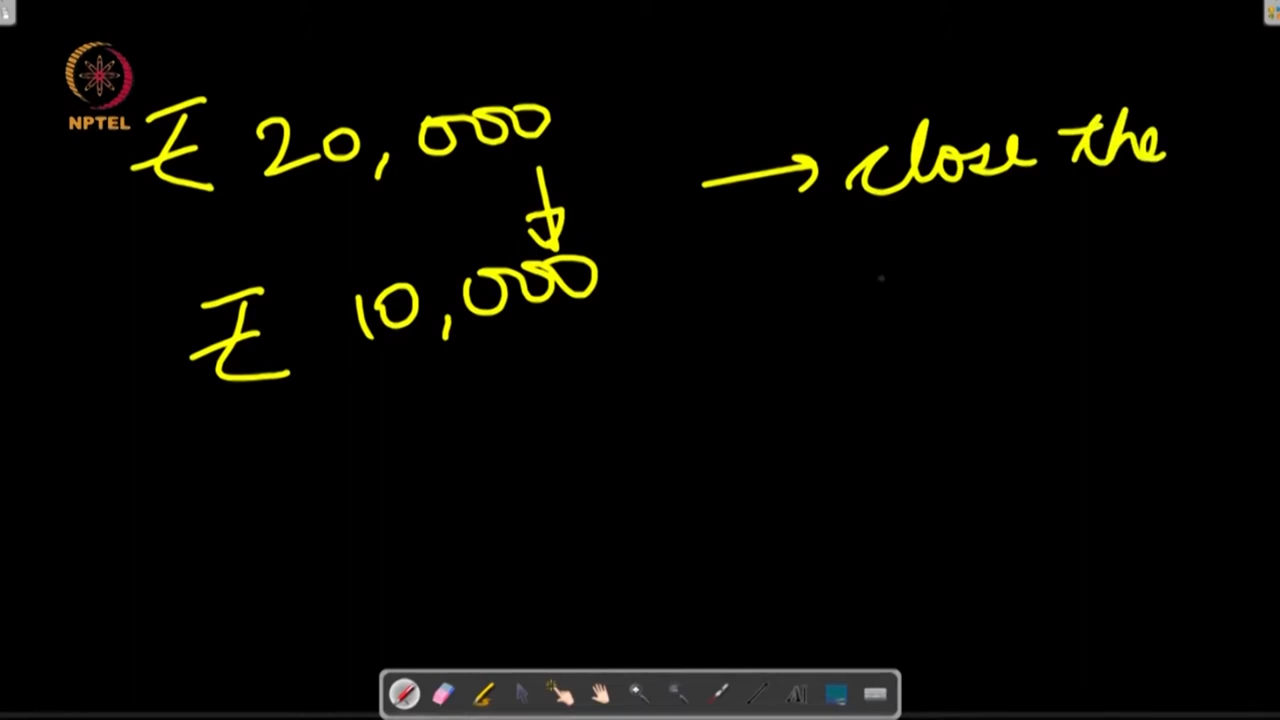 NPTEL
₹ 20,000 → close the
↓
₹ 10,000